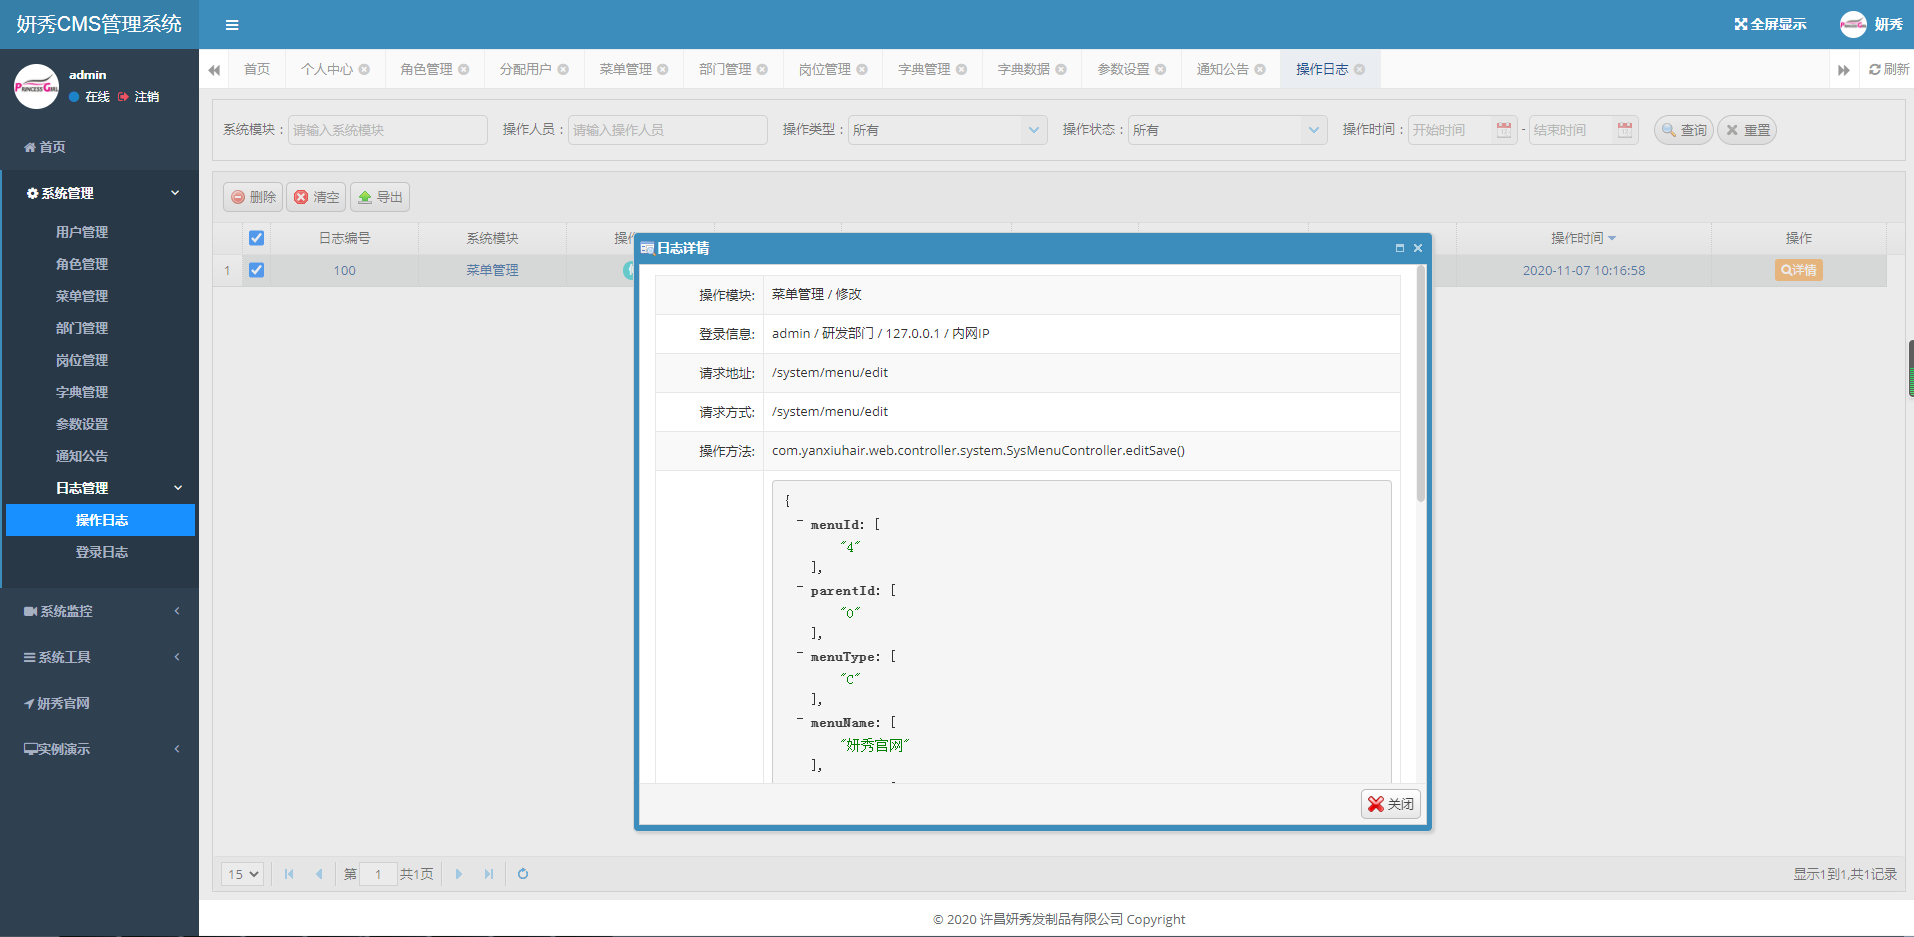 妍秀CMS管理系统
全屏显示
妍秀
PRINCESS GIRL
admin
在线 注销
首页
系统管理
用户管理
角色管理
菜单管理
部门管理
岗位管理
字典管理
参数设置
通知公告
日志管理
操作日志
登录日志
系统监控
系统工具
妍秀官网
实例演示
首页 个人中心 角色管理 分配用户 菜单管理 部门管理 岗位管理 字典管理 字典数据 参数设置 通知公告 操作日志 刷新
系统模块： 请输入系统模块 操作人员： 请输入操作人员 操作类型： 所有 操作状态： 所有 操作时间： 开始时间 - 结束时间 查询 重置
删除 清空 导出
日志编号 系统模块 操作时间 操作
1 100 菜单管理 2020-11-07 10:16:58 详情
日志详情
操作模块: 菜单管理 / 修改
登录信息: admin / 研发部门 / 127.0.0.1 / 内网IP
请求地址: /system/menu/edit
请求方式: /system/menu/edit
操作方法: com.yanxiuhair.web.controller.system.SysMenuController.editSave()
{
menuId: [
"4"
],
parentId: [
"0"
],
menuType: [
"C"
],
menuName: [
"妍秀官网"
],
关闭
15 第 1 共1页 显示1到1,共1记录
© 2020 许昌妍秀发制品有限公司 Copyright